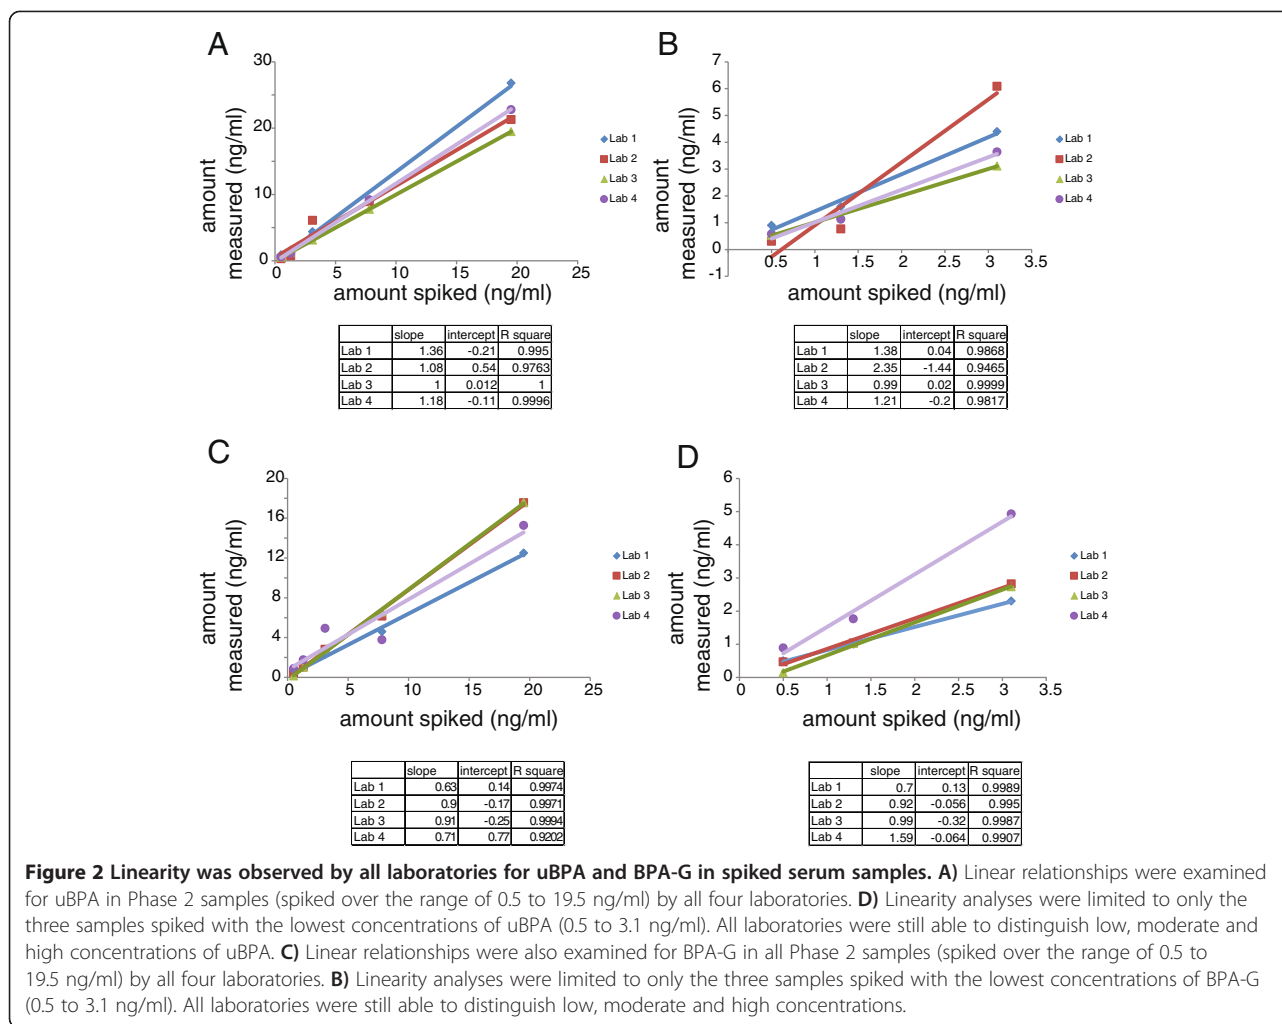 A
30
20
10
0
0 5 10 15 20 25
amount
measured (ng/ml)
amount spiked (ng/ml)
Lab 1
Lab 2
Lab 3
Lab 4
slope intercept R square
Lab 1 1.36 -0.21 0.995
Lab 2 1.08 0.54 0.9763
Lab 3 1 0.012 1
Lab 4 1.18 -0.11 0.9996
B
7
6
5
4
3
2
1
0
-1
0.5 1 1.5 2 2.5 3 3.5
amount
measured (ng/ml)
amount spiked (ng/ml)
Lab 1
Lab 2
Lab 3
Lab 4
slope intercept R square
Lab 1 1.38 0.04 0.9868
Lab 2 2.35 -1.44 0.9465
Lab 3 0.99 0.02 0.9999
Lab 4 1.21 -0.2 0.9817
C
20
16
12
8
4
0
0 5 10 15 20 25
amount
measured (ng/ml)
amount spiked (ng/ml)
Lab 1
Lab 2
Lab 3
Lab 4
slope intercept R square
Lab 1 0.63 0.14 0.9974
Lab 2 0.9 -0.17 0.9971
Lab 3 0.91 -0.25 0.9994
Lab 4 0.71 0.77 0.9202
D
6
5
4
3
2
1
0
0 0.5 1 1.5 2 2.5 3 3.5
amount
measured (ng/ml)
amount spiked (ng/ml)
Lab 1
Lab 2
Lab 3
Lab 4
slope intercept R square
Lab 1 0.7 0.13 0.9989
Lab 2 0.92 -0.056 0.995
Lab 3 0.99 -0.32 0.9987
Lab 4 1.59 -0.064 0.9907
Figure 2 Linearity was observed by all laboratories for uBPA and BPA-G in spiked serum samples. A) Linear relationships were examined
for uBPA in Phase 2 samples (spiked over the range of 0.5 to 19.5 ng/ml) by all four laboratories. D) Linearity analyses were limited to only the
three samples spiked with the lowest concentrations of uBPA (0.5 to 3.1 ng/ml). All laboratories were still able to distinguish low, moderate and
high concentrations of uBPA. C) Linear relationships were also examined for BPA-G in all Phase 2 samples (spiked over the range of 0.5 to
19.5 ng/ml) by all four laboratories. B) Linearity analyses were limited to only the three samples spiked with the lowest concentrations of BPA-G
(0.5 to 3.1 ng/ml). All laboratories were still able to distinguish low, moderate and high concentrations.